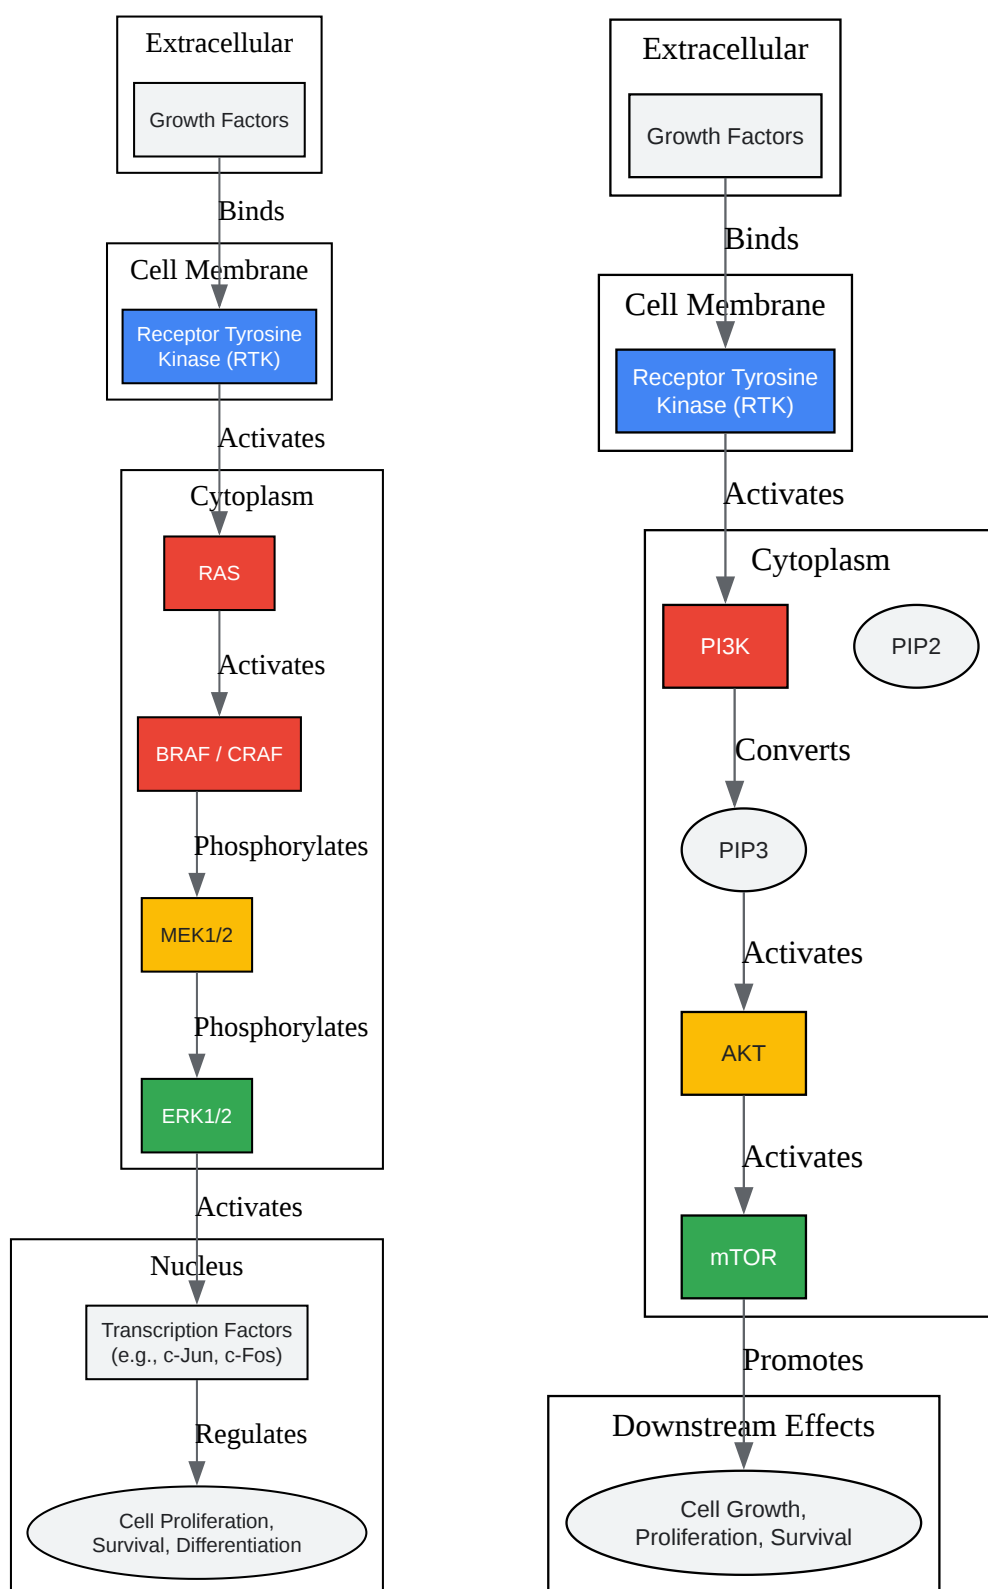 Extracellular
Growth Factors
Binds
Cell Membrane
Receptor Tyrosine
Kinase (RTK)
Activates
Cytoplasm
RAS
Activates
BRAF / CRAF
Phosphorylates
MEK1/2
Phosphorylates
ERK1/2
Activates
Nucleus
Transcription Factors
(e.g., c-Jun, c-Fos)
Regulates
Cell Proliferation,
Survival, Differentiation
Extracellular
Growth Factors
Binds
Cell Membrane
Receptor Tyrosine
Kinase (RTK)
Activates
Cytoplasm
PI3K
PIP2
Converts
PIP3
Activates
AKT
Activates
mTOR
Promotes
Downstream Effects
Cell Growth,
Proliferation, Survival